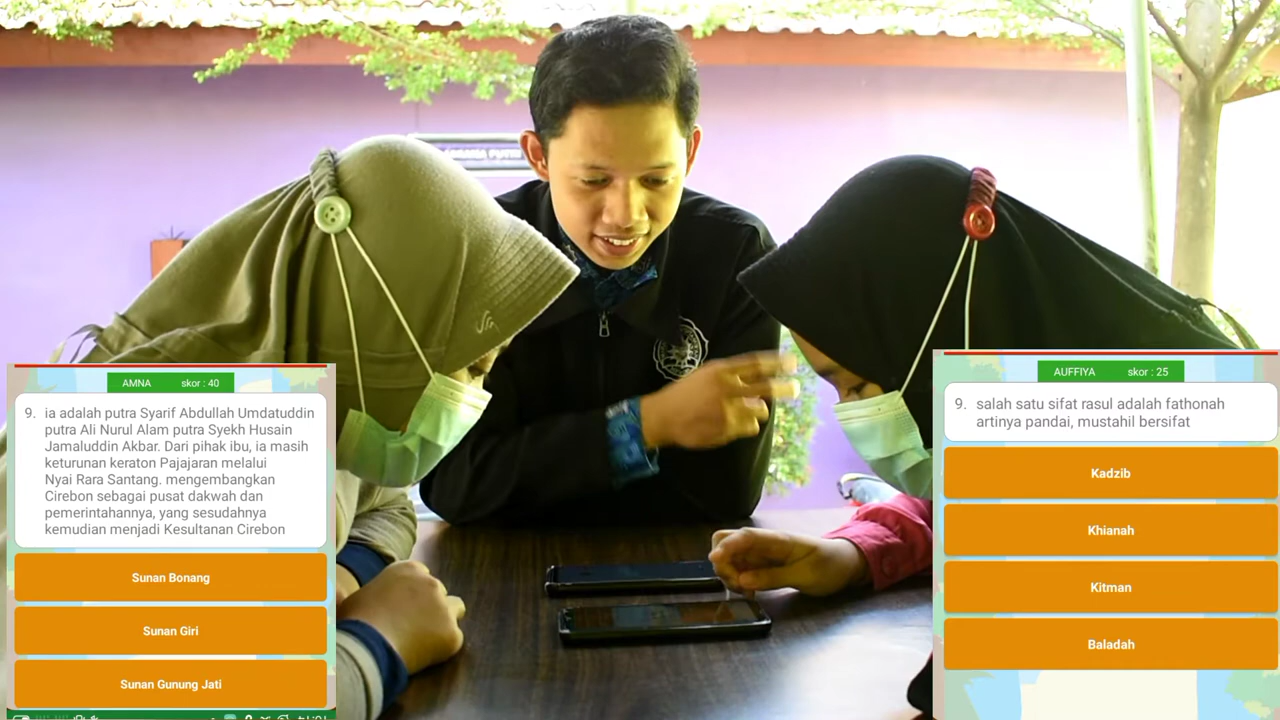 AMNA skor : 40
9. ia adalah putra Syarif Abdullah Umdatuddin
putra Ali Nurul Alam putra Syekh Husain
Jamaluddin Akbar. Dari pihak ibu, ia masih
keturunan keraton Pajajaran melalui
Nyai Rara Santang. mengembangkan
Cirebon sebagai pusat dakwah dan
pemerintahannya, yang sesudahnya
kemudian menjadi Kesultanan Cirebon
Sunan Bonang
Sunan Giri
Sunan Gunung Jati
AUFFIYA skor : 25
9. salah satu sifat rasul adalah fathonah
artinya pandai, mustahil bersifat
Kadzib
Khianah
Kitman
Baladah